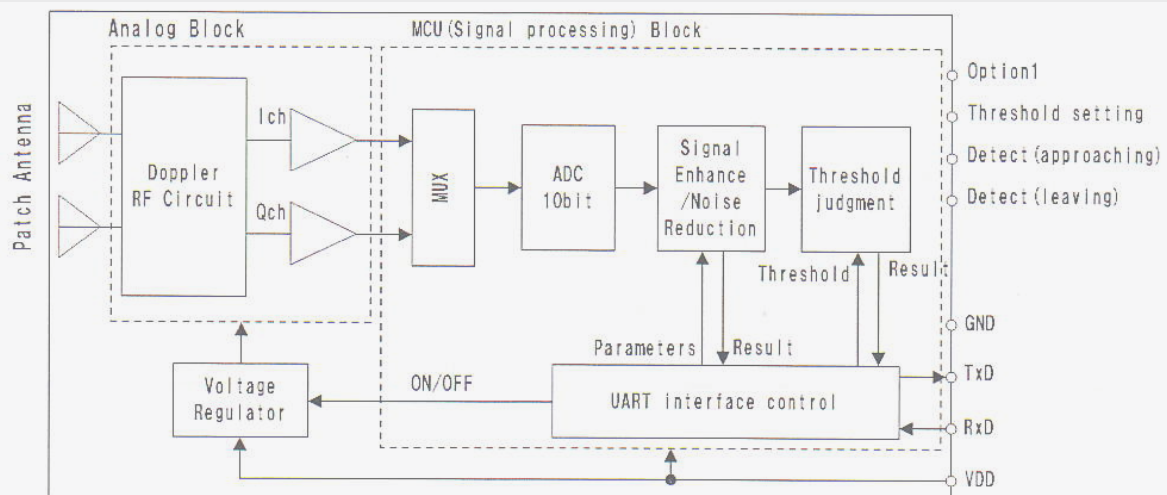 Analog Block
MCU(Signal processing) Block
Patch Antenna
Doppler
RF Circuit
Ich
Qch
MUX
ADC
10bit
Signal
Enhance
/Noise
Reduction
Threshold
judgment
Option1
Threshold setting
Detect(approaching)
Detect(leaving)
Threshold
Result
Parameters
Result
GND
TxD
RxD
VDD
Voltage
Regulator
ON/OFF
UART interface control